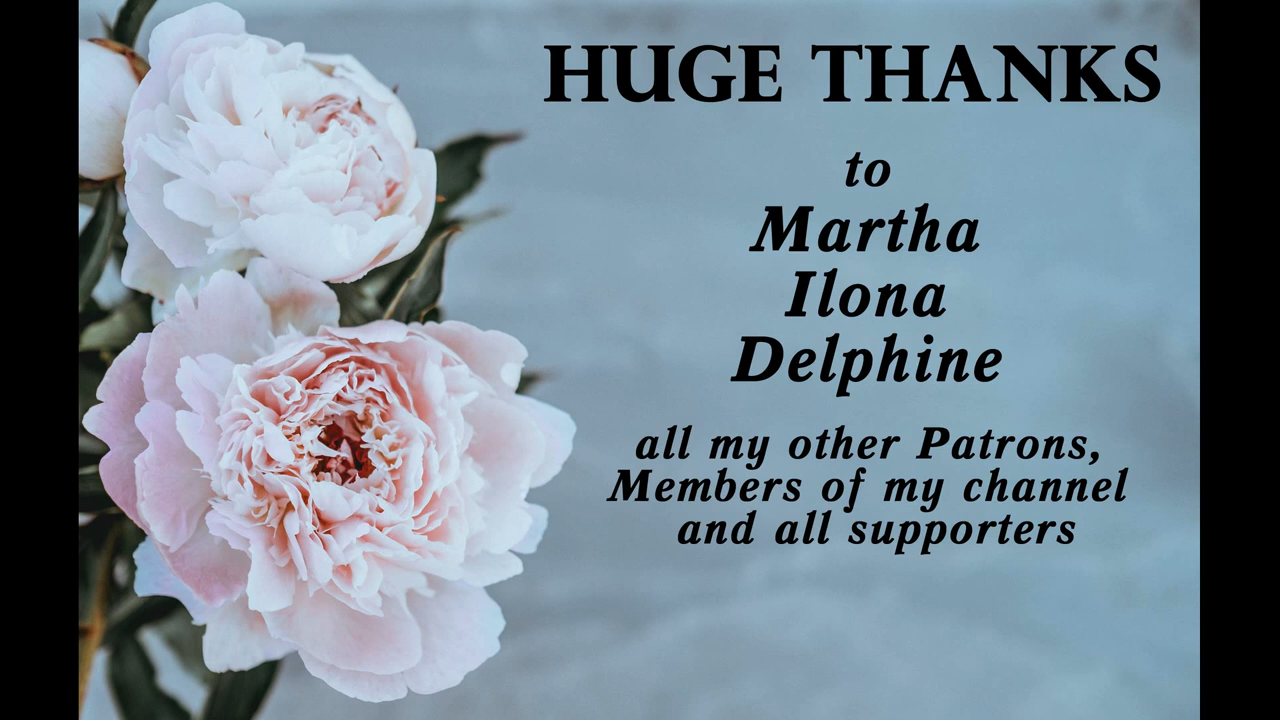 HUGE THANKS
to
Martha
Ilona
Delphine
all my other Patrons,
Members of my channel
and all supporters